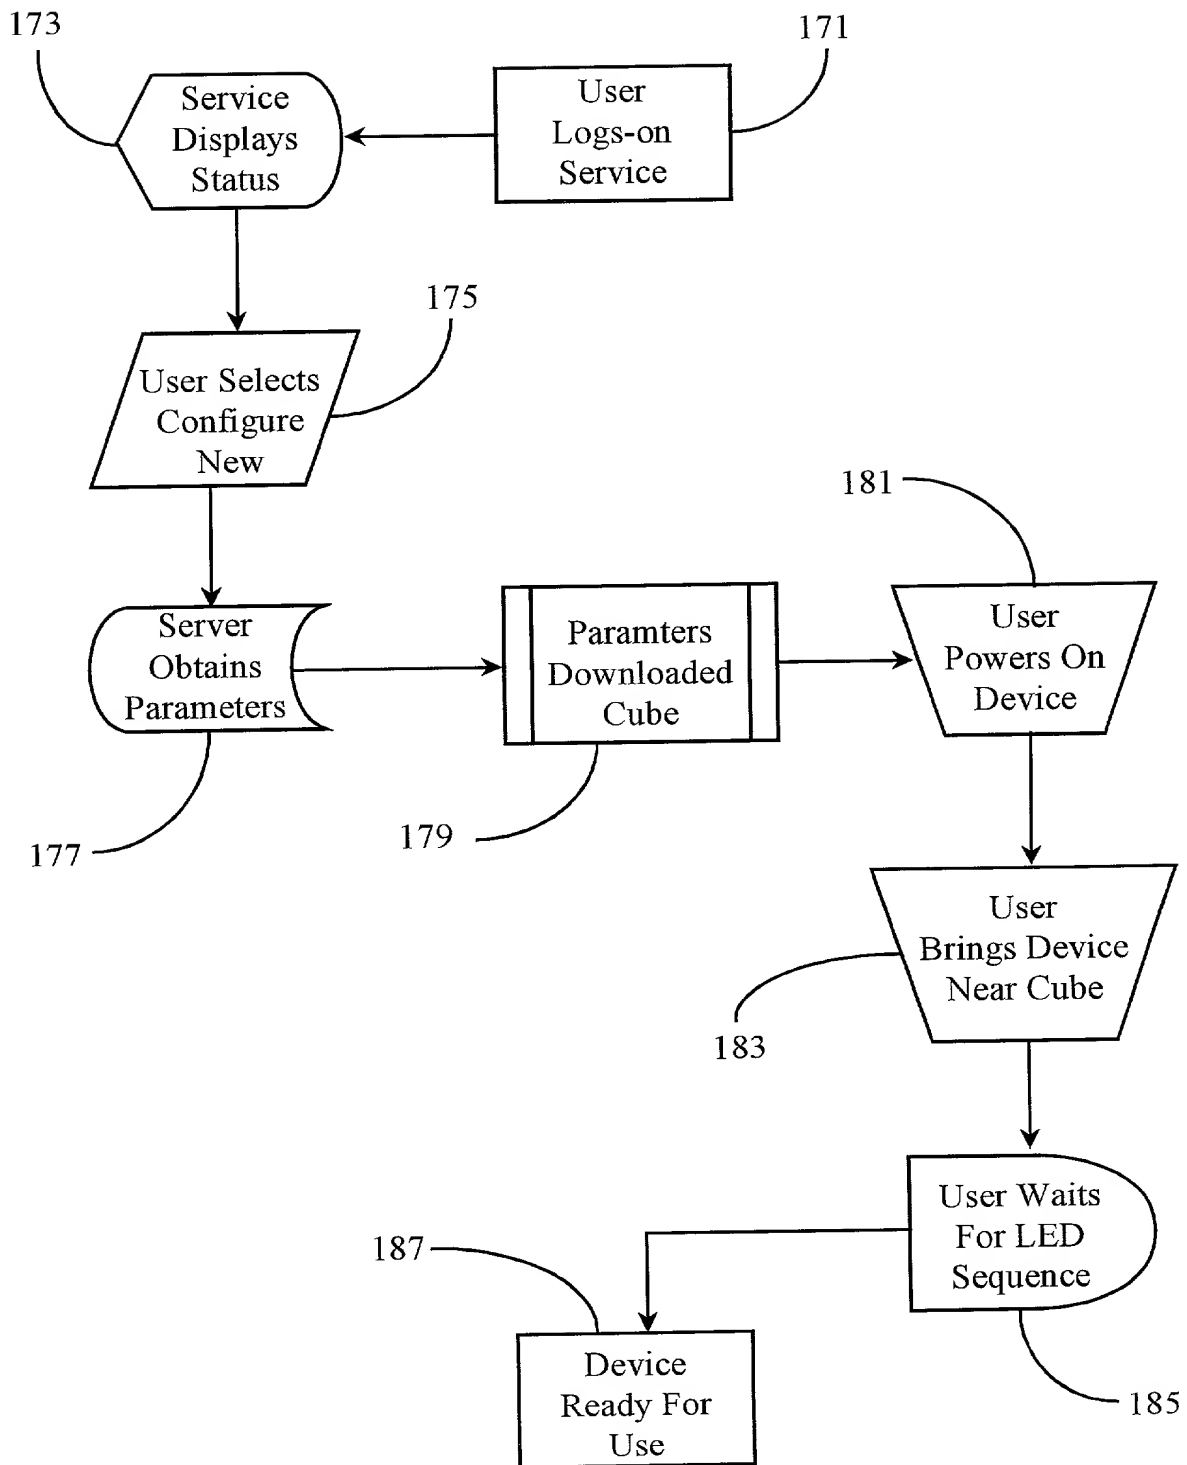 173
171
Service
Displays
Status
User
Logs-on
Service
175
User Selects
Configure
New
181
Server
Obtains
Parameters
Paramters
Downloaded
Cube
User
Powers On
Device
177
179
User
Brings Device
Near Cube
183
User Waits
For LED
Sequence
187
185
Device
Ready For
Use